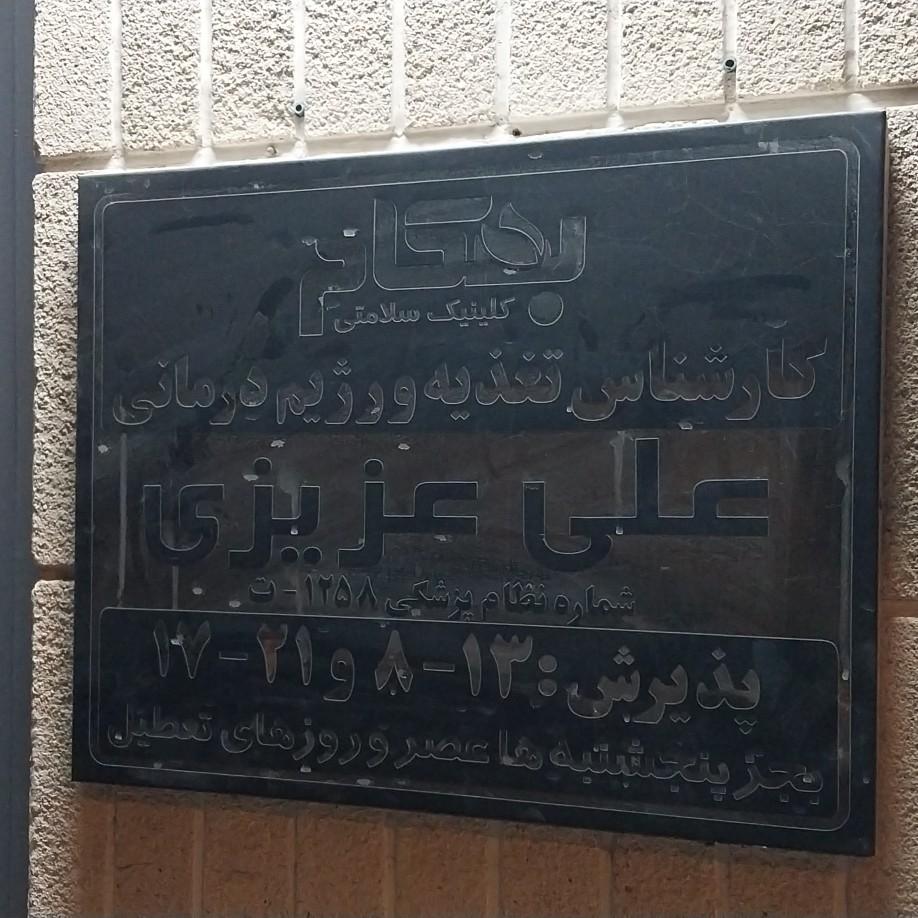 بهکام
کلینیک سلامتی
کارشناس تغذیه و رژیم درمانی
علی عزیزی
شماره نظام پزشکی ۱۲۵۸ - ت
پذیرش: ۱۳ - ۸ و ۲۱ - ۱۷
بجز پنجشنبه ها عصر و روزهای تعطیل